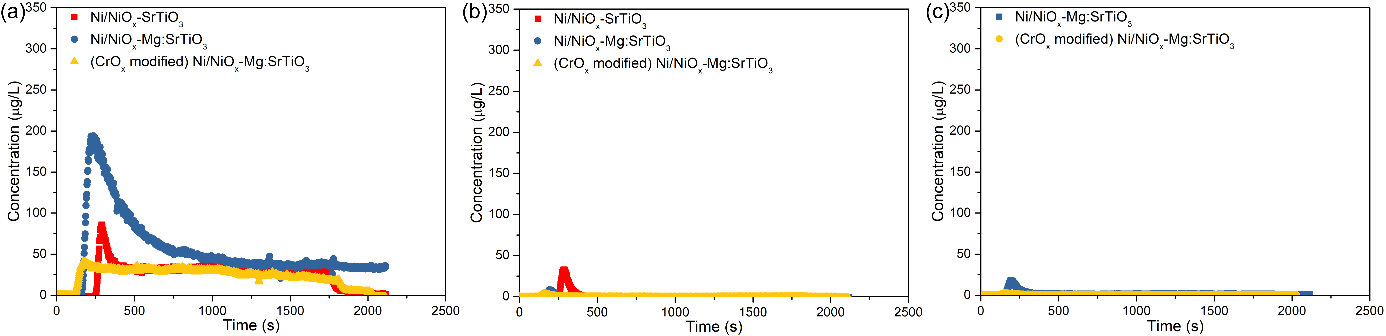 (a)
Ni/NiOₓ-SrTiO₃
Ni/NiOₓ-Mg:SrTiO₃
(CrOₓ modified) Ni/NiOₓ-Mg:SrTiO₃
Concentration (µg/L)
350
300
250
200
150
100
50
0
0 500 1000 1500 2000 2500
Time (s)
(b)
Ni/NiOₓ-SrTiO₃
Ni/NiOₓ-Mg:SrTiO₃
(CrOₓ modified) Ni/NiOₓ-Mg:SrTiO₃
Concentration (µg/L)
350
300
250
200
150
100
50
0
0 500 1000 1500 2000 2500
Time (s)
(c)
Ni/NiOₓ-Mg:SrTiO₃
(CrOₓ modified) Ni/NiOₓ-Mg:SrTiO₃
Concentration (µg/L)
350
300
250
200
150
100
50
0
0 500 1000 1500 2000 2500
Time (s)